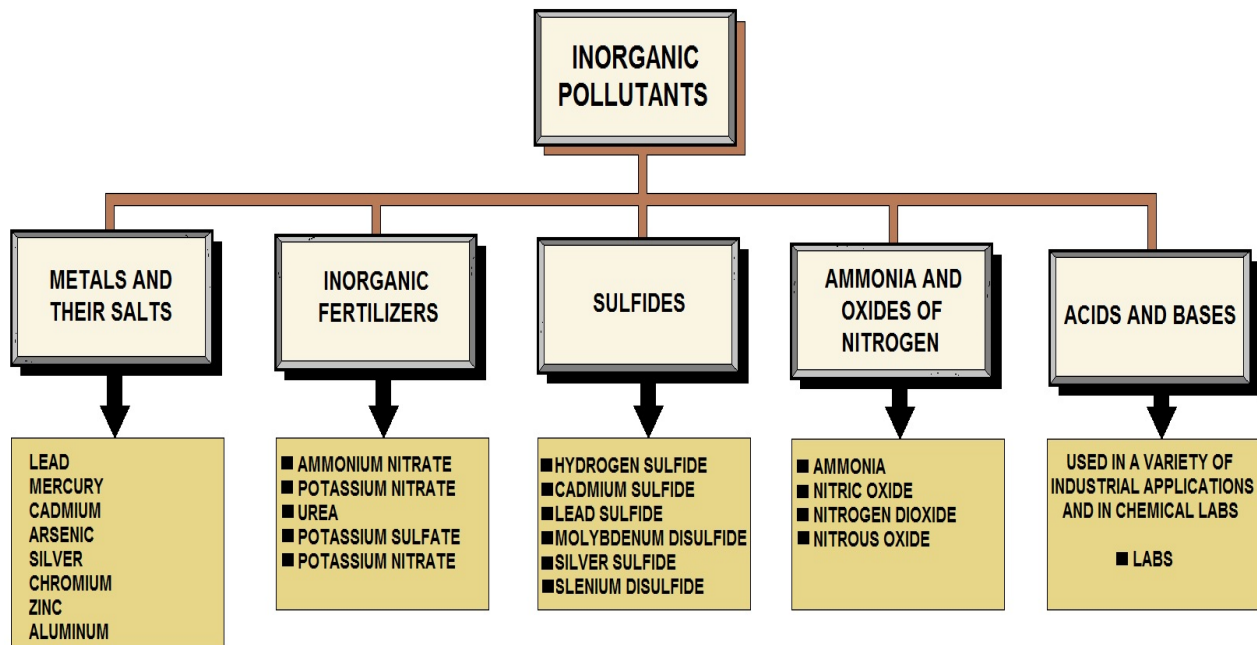 INORGANIC
POLLUTANTS
METALS AND
THEIR SALTS
LEAD
MERCURY
CADMIUM
ARSENIC
SILVER
CHROMIUM
ZINC
ALUMINUM
INORGANIC
FERTILIZERS
■ AMMONIUM NITRATE
■ POTASSIUM NITRATE
■ UREA
■ POTASSIUM SULFATE
■ POTASSIUM NITRATE
SULFIDES
■ HYDROGEN SULFIDE
■ CADMIUM SULFIDE
■ LEAD SULFIDE
■ MOLYBDENUM DISULFIDE
■ SILVER SULFIDE
■ SLENIUM DISULFIDE
AMMONIA AND
OXIDES OF
NITROGEN
■ AMMONIA
■ NITRIC OXIDE
■ NITROGEN DIOXIDE
■ NITROUS OXIDE
ACIDS AND BASES
USED IN A VARIETY OF
INDUSTRIAL APPLICATIONS
AND IN CHEMICAL LABS
■ LABS